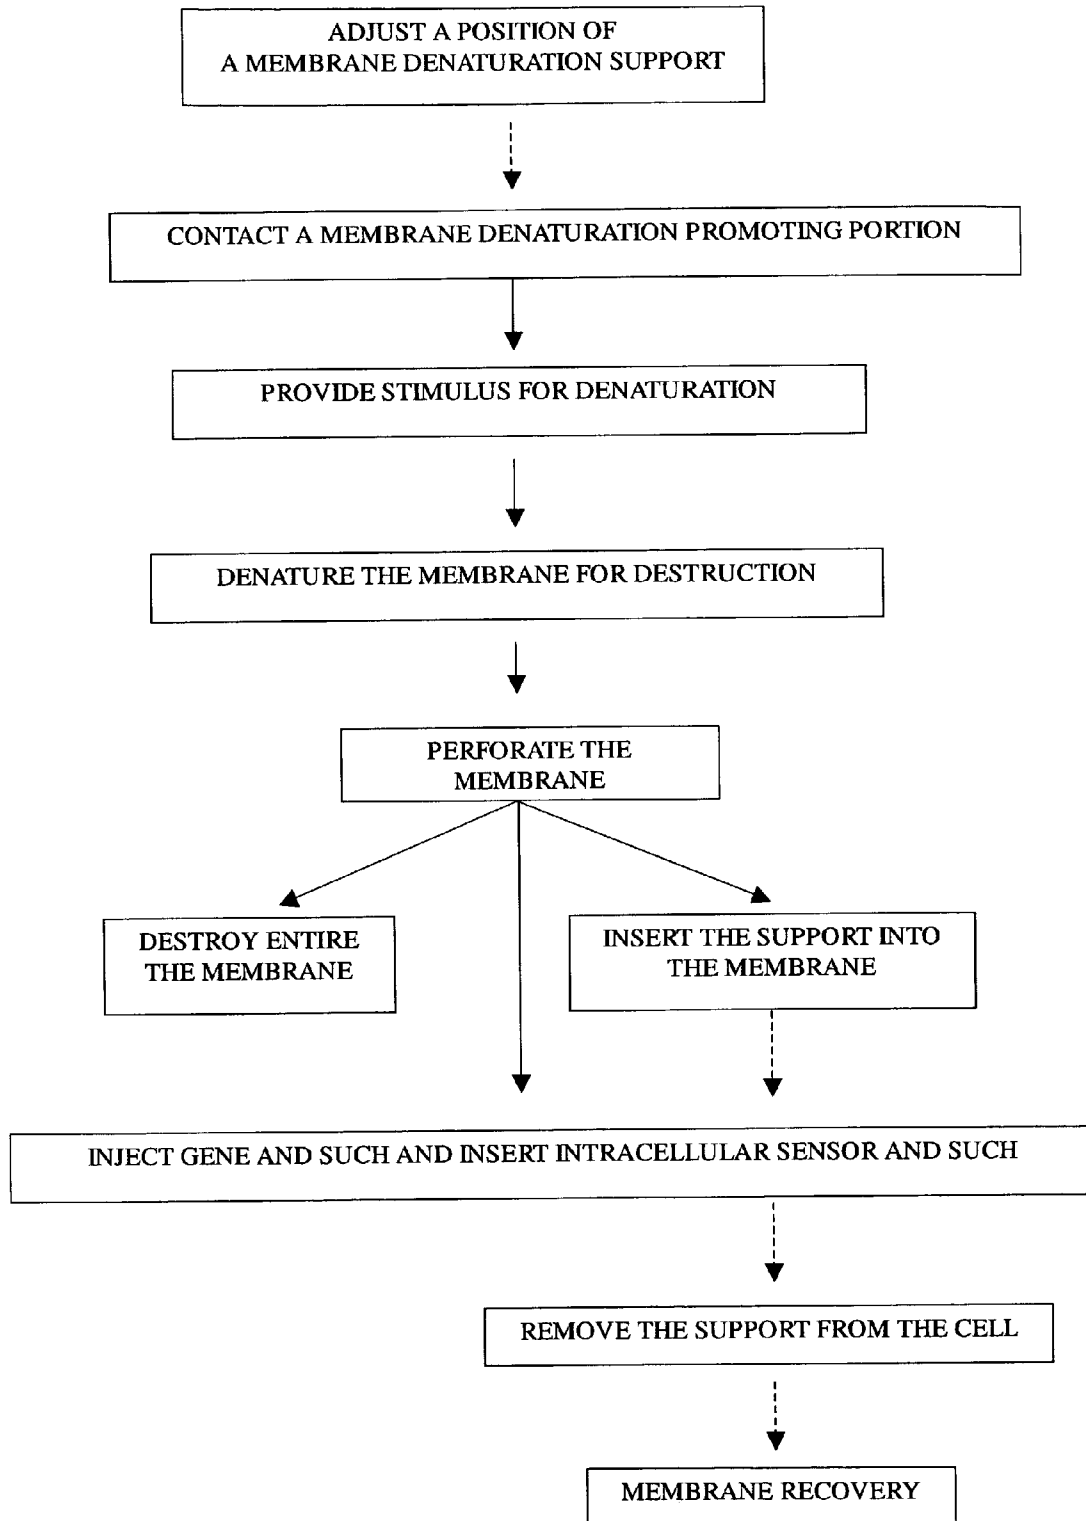 ADJUST A POSITION OF
A MEMBRANE DENATURATION SUPPORT
CONTACT A MEMBRANE DENATURATION PROMOTING PORTION
PROVIDE STIMULUS FOR DENATURATION
DENATURE THE MEMBRANE FOR DESTRUCTION
PERFORATE THE
MEMBRANE
DESTROY ENTIRE
THE MEMBRANE
INSERT THE SUPPORT INTO
THE MEMBRANE
INJECT GENE AND SUCH AND INSERT INTRACELLULAR SENSOR AND SUCH
REMOVE THE SUPPORT FROM THE CELL
MEMBRANE RECOVERY